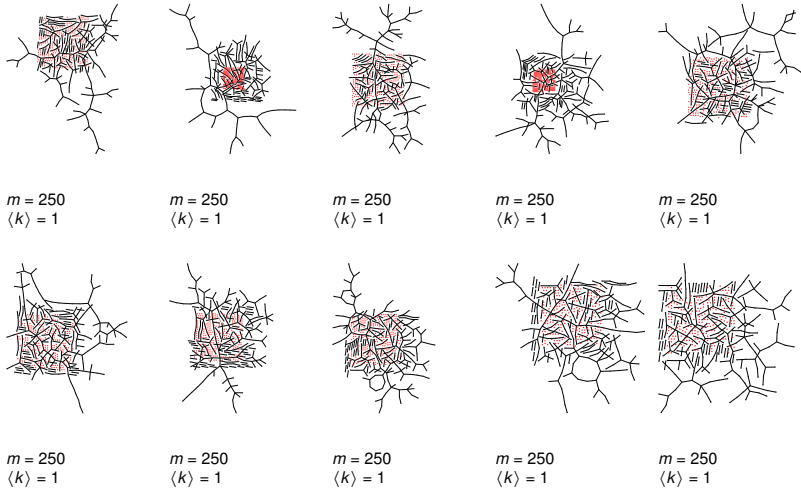 m = 250
⟨k⟩ = 1
m = 250
⟨k⟩ = 1
m = 250
⟨k⟩ = 1
m = 250
⟨k⟩ = 1
m = 250
⟨k⟩ = 1
m = 250
⟨k⟩ = 1
m = 250
⟨k⟩ = 1
m = 250
⟨k⟩ = 1
m = 250
⟨k⟩ = 1
m = 250
⟨k⟩ = 1